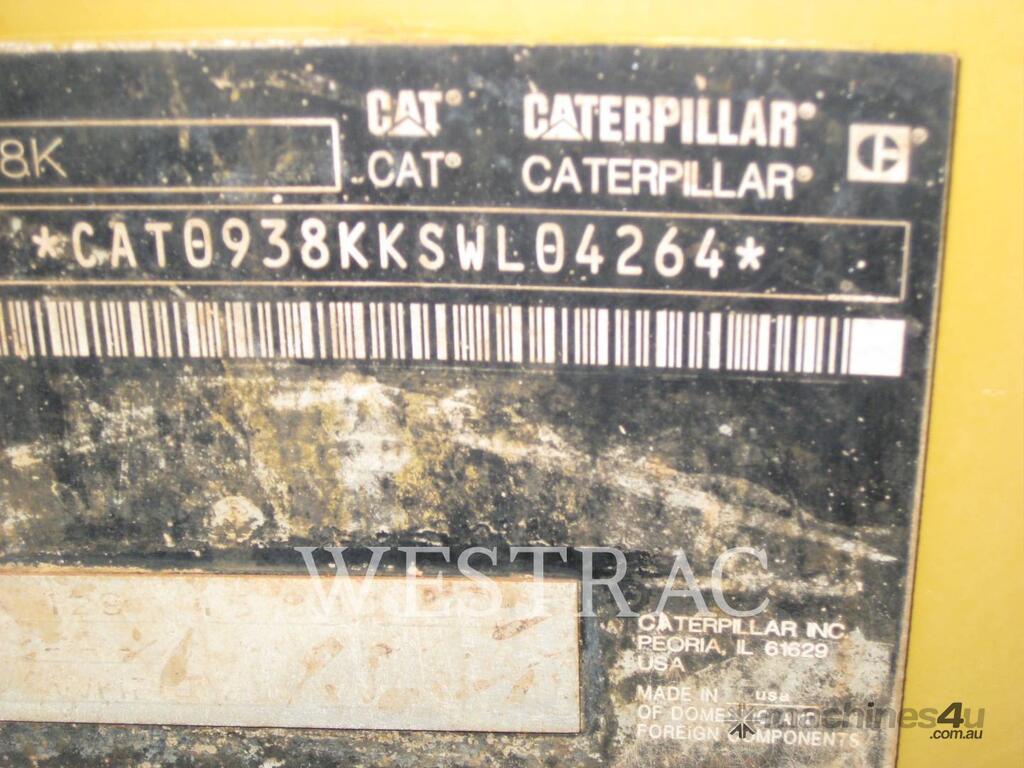 CAT® CATERPILLAR®
8K CAT® CATERPILLAR®
*CAT0938KKSWL04264*
WESTRAC
CATERPILLAR INC.
PEORIA, IL 61629
USA
MADE IN usa
OF DOMESTIC AND
FOREIGN COMPONENTS
machines4u
.com.au